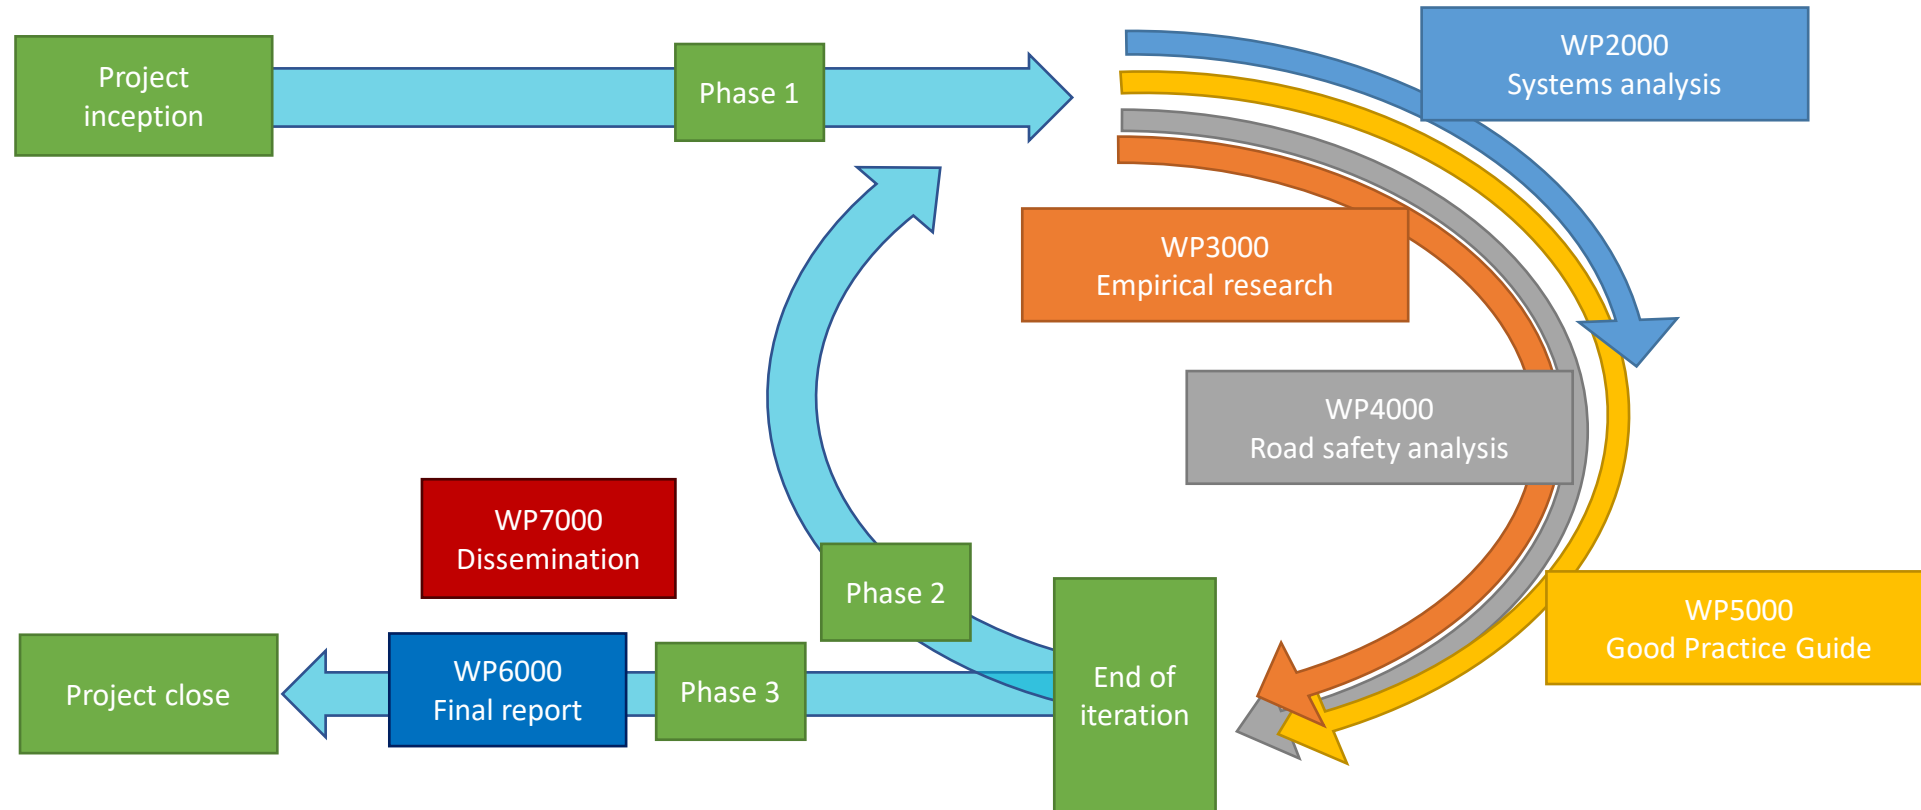 Project
inception
Phase 1
WP2000
Systems analysis
WP3000
Empirical research
WP4000
Road safety analysis
WP7000
Dissemination
Phase 2
WP5000
Good Practice Guide
Project close
WP6000
Final report
Phase 3
End of
iteration